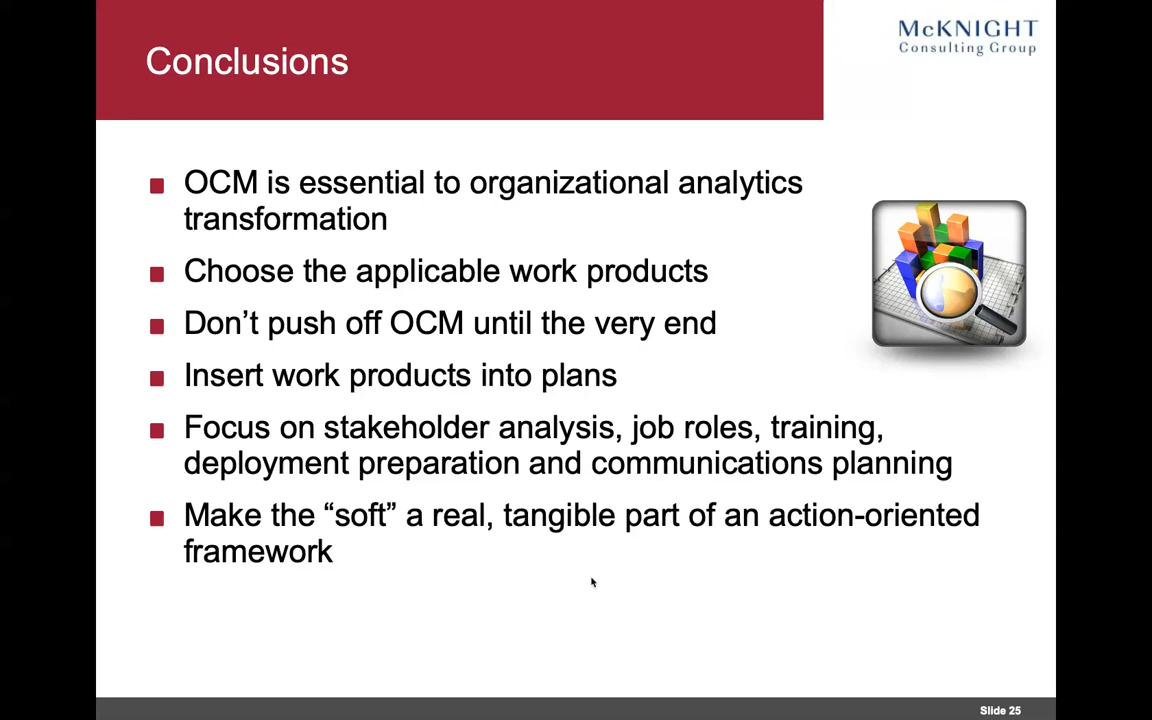 Conclusions
McKNIGHT
Consulting Group
OCM is essential to organizational analytics
transformation
Choose the applicable work products
Don’t push off OCM until the very end
Insert work products into plans
Focus on stakeholder analysis, job roles, training,
deployment preparation and communications planning
Make the “soft” a real, tangible part of an action-oriented
framework
Slide 25